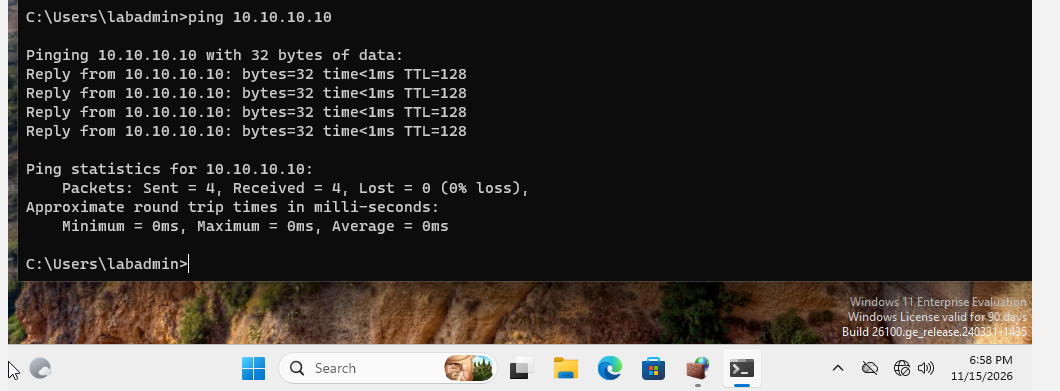 C:\Users\labadmin>ping 10.10.10.10
Pinging 10.10.10.10 with 32 bytes of data:
Reply from 10.10.10.10: bytes=32 time<1ms TTL=128
Reply from 10.10.10.10: bytes=32 time<1ms TTL=128
Reply from 10.10.10.10: bytes=32 time<1ms TTL=128
Reply from 10.10.10.10: bytes=32 time<1ms TTL=128
Ping statistics for 10.10.10.10:
    Packets: Sent = 4, Received = 4, Lost = 0 (0% loss),
Approximate round trip times in milli-seconds:
    Minimum = 0ms, Maximum = 0ms, Average = 0ms
C:\Users\labadmin>
Windows 11 Enterprise Evaluation
Windows License valid for 90 days
Build 26100.ge_release.240331-1435
Search
6:58 PM
11/15/2026